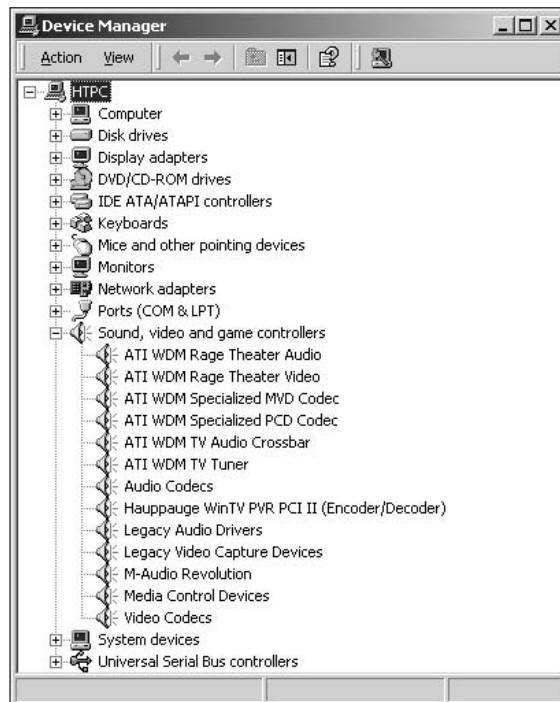 Device Manager
Action View
HTPC
Computer
Disk drives
Display adapters
DVD/CD-ROM drives
IDE ATA/ATAPI controllers
Keyboards
Mice and other pointing devices
Monitors
Network adapters
Ports (COM & LPT)
Sound, video and game controllers
ATI WDM Rage Theater Audio
ATI WDM Rage Theater Video
ATI WDM Specialized MVD Codec
ATI WDM Specialized PCD Codec
ATI WDM TV Audio Crossbar
ATI WDM TV Tuner
Audio Codecs
Hauppauge WinTV PVR PCI II (Encoder/Decoder)
Legacy Audio Drivers
Legacy Video Capture Devices
M-Audio Revolution
Media Control Devices
Video Codecs
System devices
Universal Serial Bus controllers